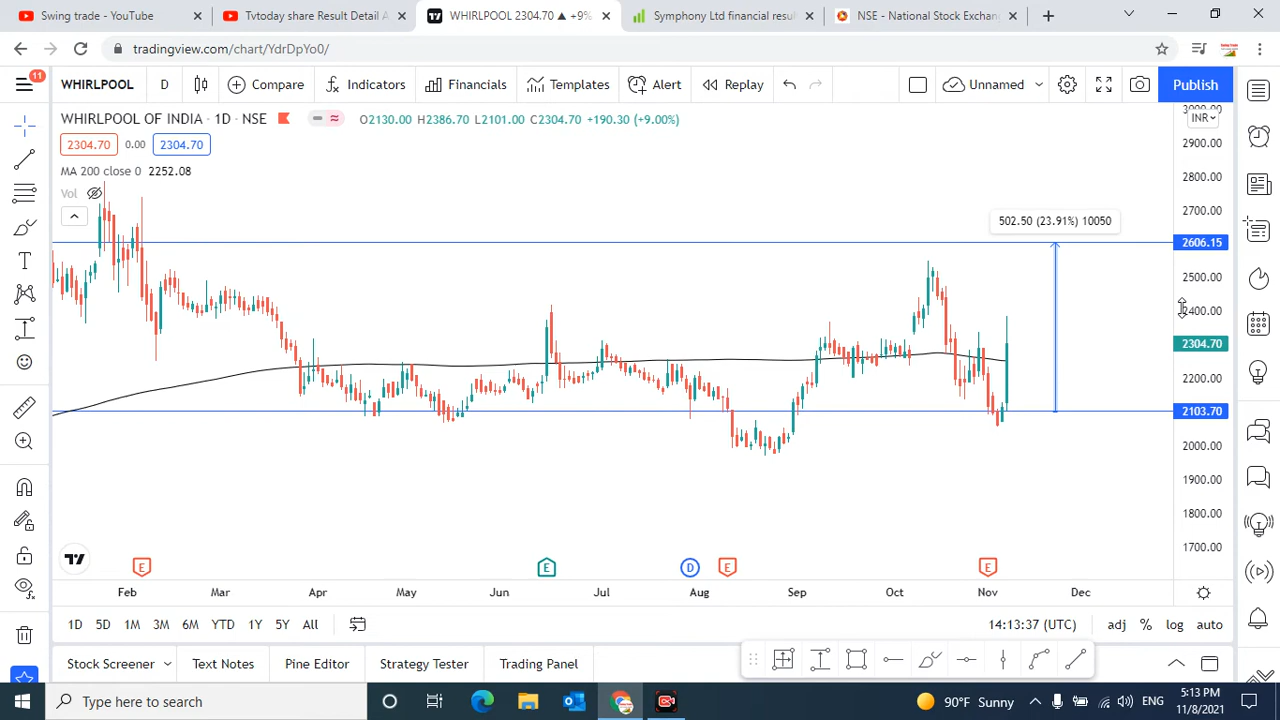 Swing trade - YouTube
Tvtoday share Result Detail A
WHIRLPOOL 2304.70 ▲ +9%
Symphony Ltd financial resul
NSE - National Stock Exchan
tradingview.com/chart/YdrDpYo0/
11
WHIRLPOOL
D
Compare
Indicators
Financials
Templates
Alert
Replay
Unnamed
Publish
WHIRLPOOL OF INDIA · 1D · NSE
O2130.00 H2386.70 L2101.00 C2304.70 +190.30 (+9.00%)
2304.70 0.00 2304.70
MA 200 close 0 2252.08
Vol
3000.00
INR
2900.00
2800.00
2700.00
502.50 (23.91%) 10050
2606.15
2500.00
2400.00
2304.70
2200.00
2103.70
2000.00
1900.00
1800.00
1700.00
E E D E E
Feb Mar Apr May Jun Jul Aug Sep Oct Nov Dec
1D 5D 1M 3M 6M YTD 1Y 5Y All
14:13:37 (UTC) adj % log auto
Stock Screener Text Notes Pine Editor Strategy Tester Trading Panel
Type here to search
90°F Sunny
ENG
5:13 PM
11/8/2021